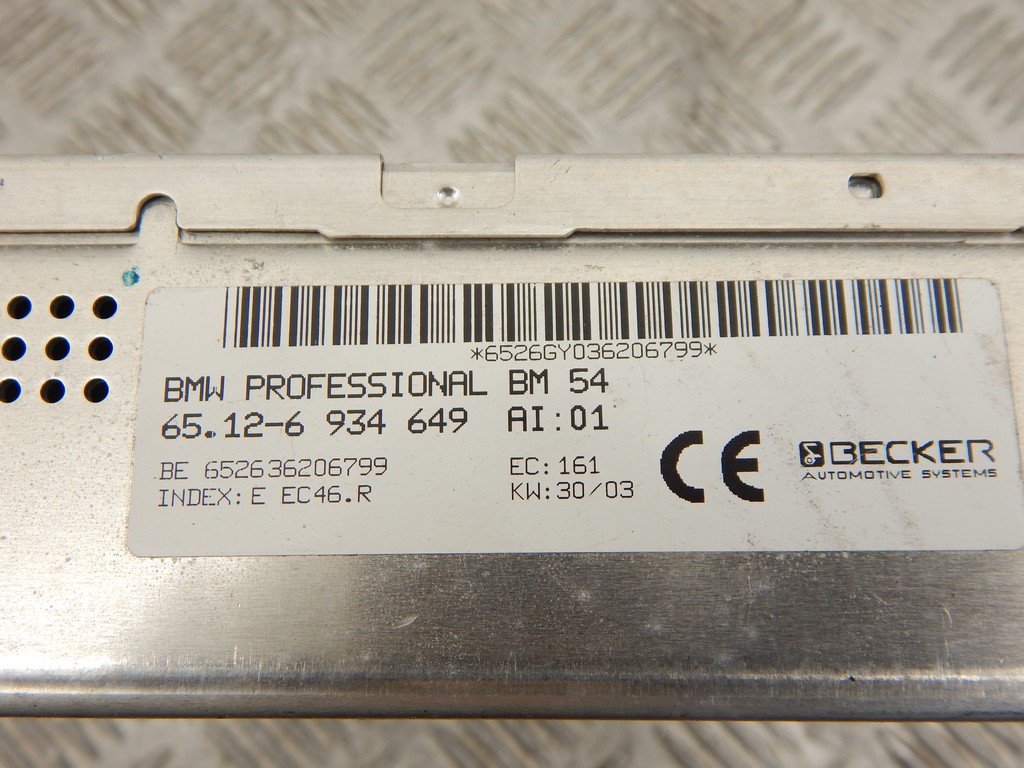 *6526GY036206799*
BMW PROFESSIONAL BM 54
65.12-6 934 649 AI:01
BE 652636206799 EC:161
INDEX:E EC46.R KW:30/03
CE
BECKER
AUTOMOTIVE SYSTEMS